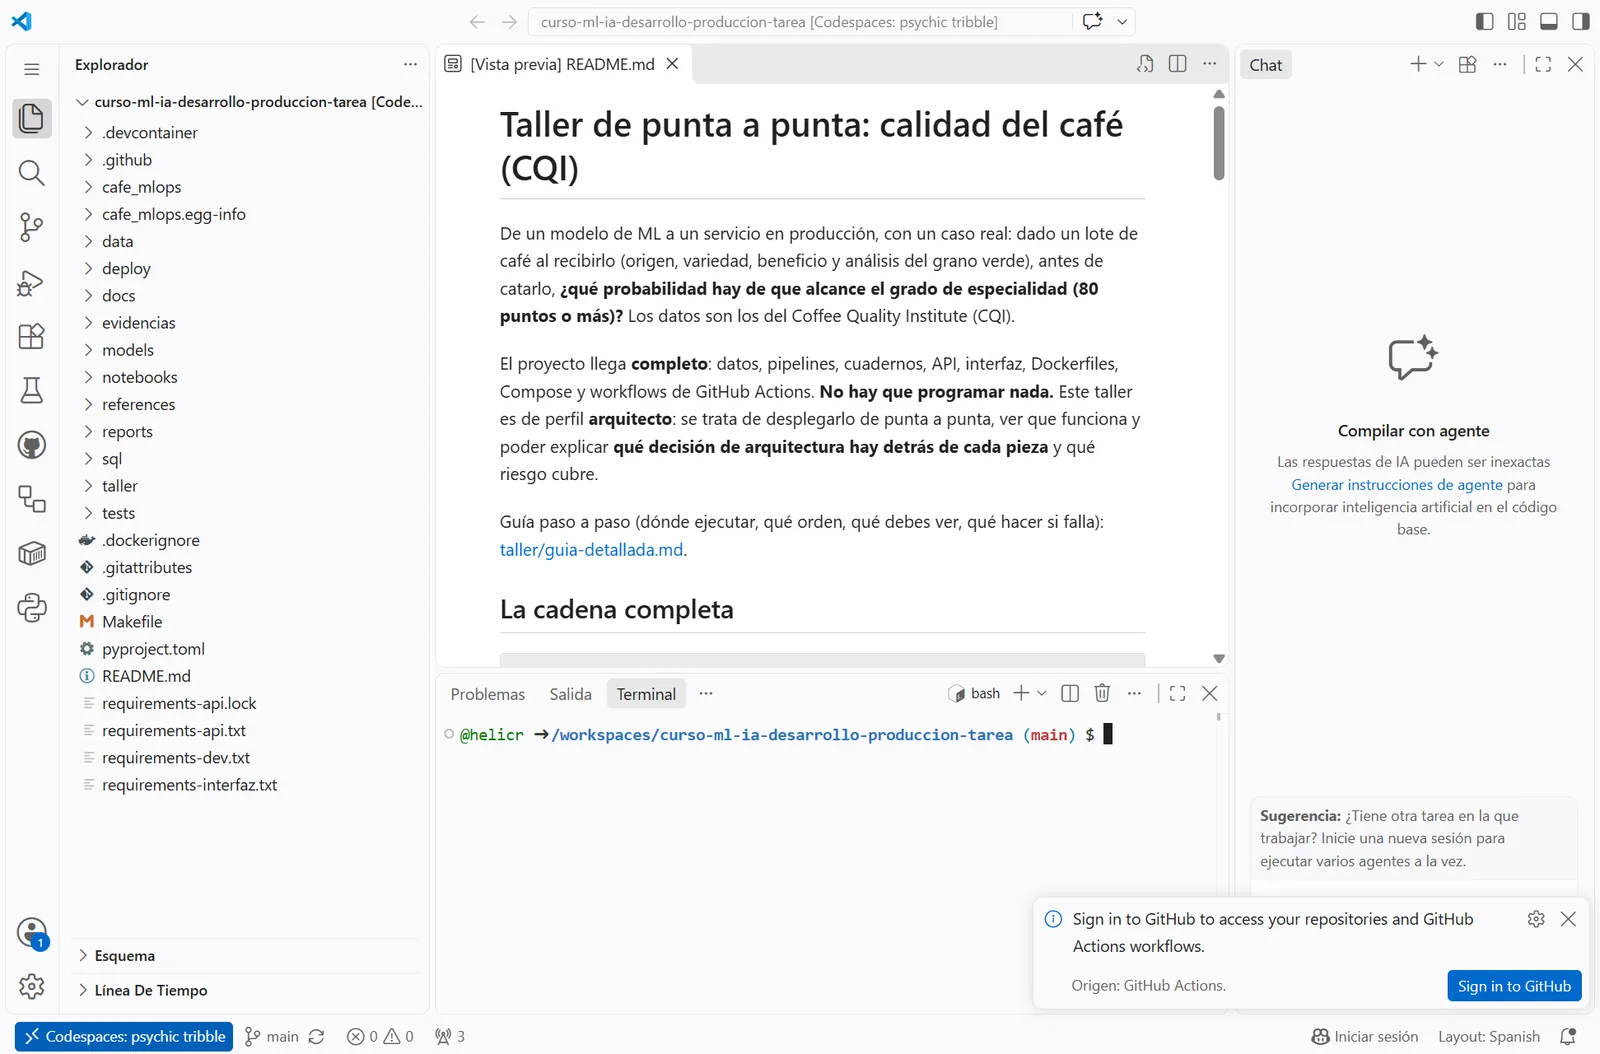 curso-ml-ia-desarrollo-produccion-tarea [Codespaces: psychic tribble]
Explorador
curso-ml-ia-desarrollo-produccion-tarea [Code...
.devcontainer
.github
cafe_mlops
cafe_mlops.egg-info
data
deploy
docs
evidencias
models
notebooks
references
reports
sql
taller
tests
.dockerignore
.gitattributes
.gitignore
Makefile
pyproject.toml
README.md
requirements-api.lock
requirements-api.txt
requirements-dev.txt
requirements-interfaz.txt
Esquema
Línea De Tiempo
1
[Vista previa] README.md
Taller de punta a punta: calidad del café
(CQI)
De un modelo de ML a un servicio en producción, con un caso real: dado un lote de
café al recibirlo (origen, variedad, beneficio y análisis del grano verde), antes de
catarlo, ¿qué probabilidad hay de que alcance el grado de especialidad (80
puntos o más)? Los datos son los del Coffee Quality Institute (CQI).
El proyecto llega completo: datos, pipelines, cuadernos, API, interfaz, Dockerfiles,
Compose y workflows de GitHub Actions. No hay que programar nada. Este taller
es de perfil arquitecto: se trata de desplegarlo de punta a punta, ver que funciona y
poder explicar qué decisión de arquitectura hay detrás de cada pieza y qué
riesgo cubre.
Guía paso a paso (dónde ejecutar, qué orden, qué debes ver, qué hacer si falla):
taller/guia-detallada.md.
La cadena completa
Problemas Salida Terminal ...
bash
@helicr → /workspaces/curso-ml-ia-desarrollo-produccion-tarea (main) $
Chat
Compilar con agente
Las respuestas de IA pueden ser inexactas
Generar instrucciones de agente para
incorporar inteligencia artificial en el código
base.
Sugerencia: ¿Tiene otra tarea en la que
trabajar? Inicie una nueva sesión para
ejecutar varios agentes a la vez.
Sign in to GitHub to access your repositories and GitHub
Actions workflows.
Origen: GitHub Actions.
Sign in to GitHub
Codespaces: psychic tribble main 0 0 3
Iniciar sesión Layout: Spanish